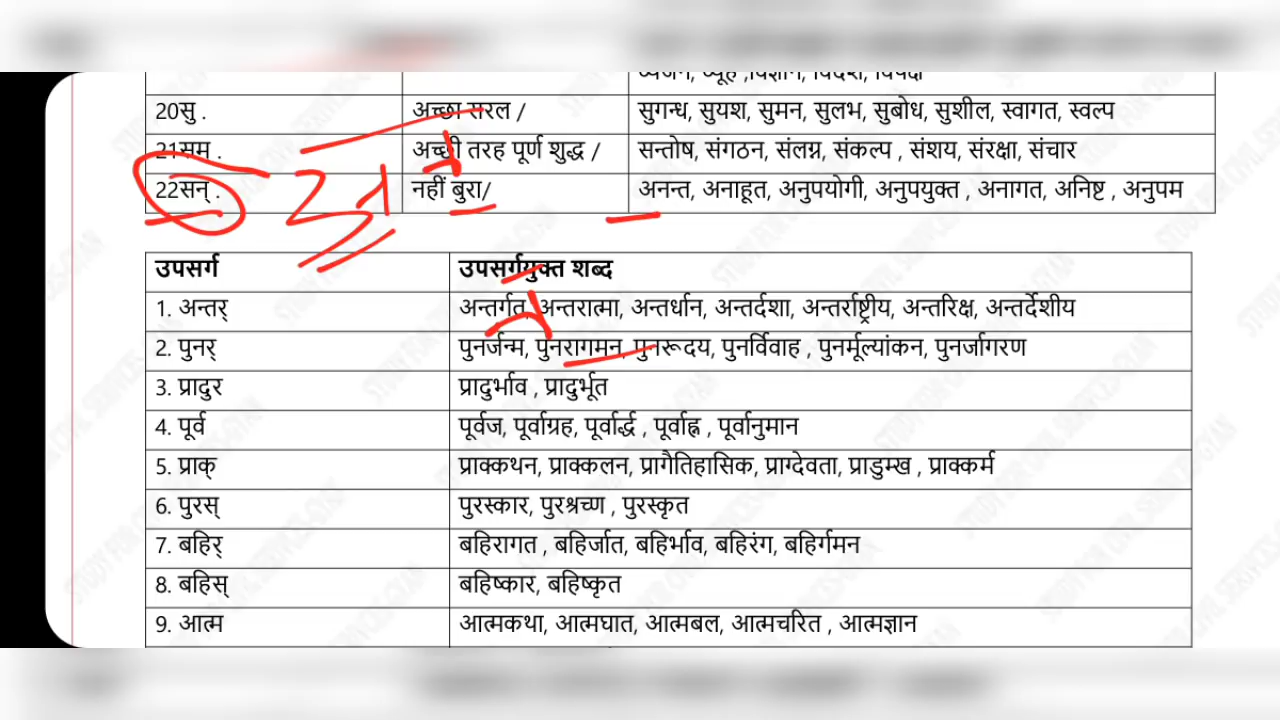 20सु . अच्छा सरल / सुगन्ध, सुयश, सुमन, सुलभ, सुबोध, सुशील, स्वागत, स्वल्प
21सम . अच्छी तरह पूर्ण शुद्ध / सन्तोष, संगठन, संलग्न, संकल्प , संशय, संरक्षा, संचार
22सन् . नहीं बुरा/ अनन्त, अनाहूत, अनुपयोगी, अनुपयुक्त , अनागत, अनिष्ट , अनुपम
उपसर्ग उपसर्गयुक्त शब्द
1. अन्तर् अन्तर्गत, अन्तरात्मा, अन्तर्धान, अन्तर्दशा, अन्तर्राष्ट्रीय, अन्तरिक्ष, अन्तर्देशीय
2. पुनर् पुनर्जन्म, पुनरागमन, पुनरूदय, पुनर्विवाह , पुनर्मूल्यांकन, पुनर्जागरण
3. प्रादुर प्रादुर्भाव , प्रादुर्भूत
4. पूर्व पूर्वज, पूर्वाग्रह, पूर्वार्द्ध , पूर्वाह्न , पूर्वानुमान
5. प्राक् प्राक्कथन, प्राक्कलन, प्रागैतिहासिक, प्राग्देवता, प्राडुम्ख , प्राक्कर्म
6. पुरस् पुरस्कार, पुरश्रच्ण , पुरस्कृत
7. बहिर् बहिरागत , बहिर्जात, बहिर्भाव, बहिरंग, बहिर्गमन
8. बहिस् बहिष्कार, बहिष्कृत
9. आत्म आत्मकथा, आत्मघात, आत्मबल, आत्मचरित , आत्मज्ञान